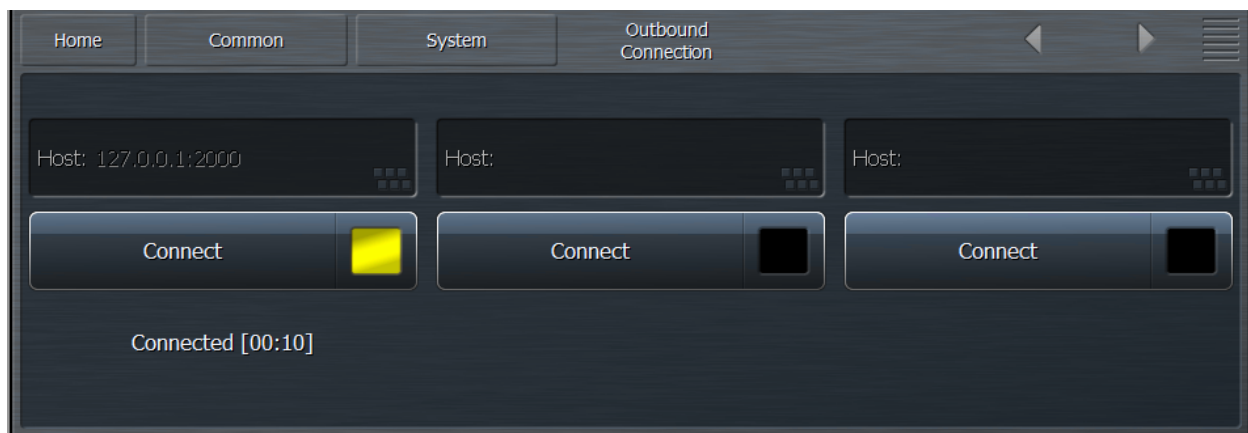 Home Common System Outbound
Connection
Host: 127.0.0.1:2000 Host: Host:
Connect Connect Connect
Connected [00:10]